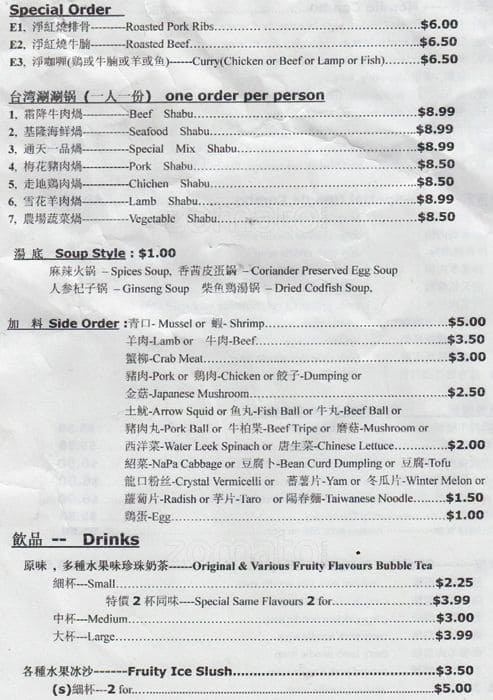 Special Order
E1. 淨紅燒排骨--------Roasted Pork Ribs........................................................$6.00
E2. 淨紅燒牛腩--------Roasted Beef..............................................................$6.50
E3. 淨咖喱(鷄或牛腩或羊或魚)------Curry(Chicken or Beef or Lamp or Fish)........$6.50
台湾涮涮锅 (一人一份) one order per person
1, 霜降牛肉煱-----------Beef Shabu..........................................................$8.99
2, 基隆海鮮煱-----------Seafood Shabu....................................................$8.99
3, 通天一品煱-----------Special Mix Shabu..............................................$8.99
4, 梅花豬肉煱-----------Pork Shabu..........................................................$8.50
5, 走地鷄肉煱-----------Chichen Shabu.....................................................$8.50
6, 雪花羊肉煱-----------Lamb Shabu.........................................................$8.99
7, 農場蔬菜煱-----------Vegetable Shabu...................................................$8.50
湯 底 Soup Style : $1.00
麻辣火锅 – Spices Soup, 香茜皮蛋锅 – Coriander Preserved Egg Soup
人参杞子锅 – Ginseng Soup 柴魚鷄湯锅 – Dried Codfish Soup,
加 料 Side Order :青口- Mussel or 蝦- Shrimp.............................................$5.00
羊肉-Lamb or 牛肉-Beef................................................$3.50
蟹柳-Crab Meat.............................................................$3.00
豬肉-Pork or 鷄肉-Chicken or 餃子-Dumping or
金菇-Japanese Mushroom..................................................$2.50
土魷-Arrow Squid or 魚丸-Fish Ball or 牛丸-Beef Ball or
豬肉丸-Pork Ball or 牛柏葉-Beef Tripe or 磨菇-Mushroom or
西洋菜-Water Leek Spinach or 唐生菜-Chinese Lettuce...........$2.00
紹菜-NaPa Cabbage or 豆腐卜-Bean Curd Dumpling or 豆腐-Tofu
龍口粉丝-Crystal Vermicelli or 蕃薯片-Yam or 冬瓜片-Winter Melon or
蘿蔔片-Radish or 芋片-Taro or 陽春麵-Taiwanese Noodle........$1.50
鷄蛋-Egg........................................................................$1.00
飲品 -- Drinks
zomato
原味 , 多種水果味珍珠奶茶------Original & Various Fruity Flavours Bubble Tea
細杯---Small................................................................................$2.25
特價 2 杯同味----Special Same Flavours 2 for.........................$3.99
中杯---Medium.............................................................................$3.00
大杯---Large.................................................................................$3.99
各種水果冰沙------Fruity Ice Slush.....................................................$3.50
(s)細杯---2 for..............................................................................$5.00